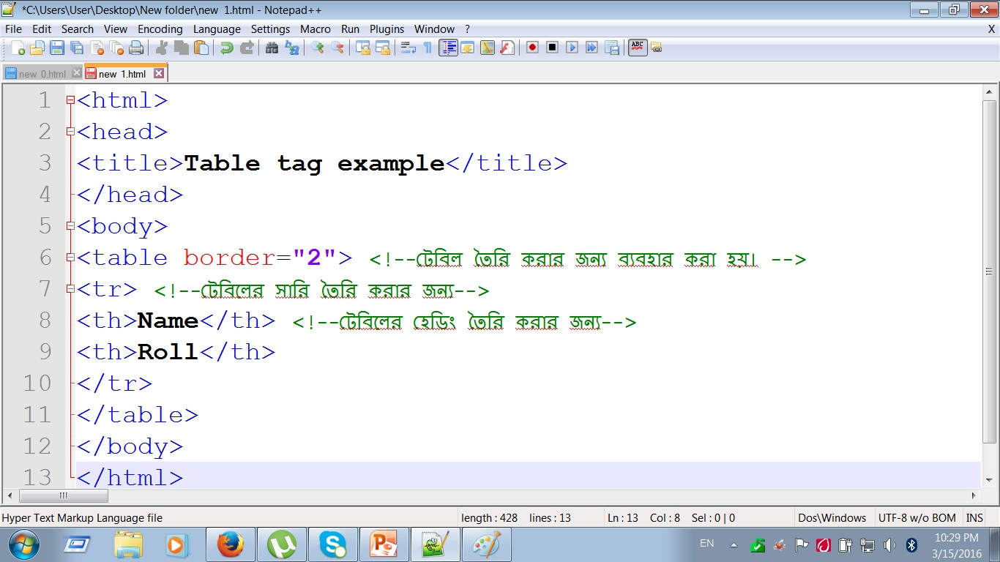 *C:\Users\User\Desktop\New folder\new  1.html - Notepad++
File Edit Search View Encoding Language Settings Macro Run Plugins Window ? X
ABC
new  0.html new  1.html
1 <html>
2 <head>
3 <title>Table tag example</title>
4 </head>
5 <body>
6 <table border="2"> <!--টেবিল তৈরি করার জন্য ব্যবহার করা হয়। -->
7 <tr> <!--টেবিলের সারি তৈরি করার জন্য-->
8 <th>Name</th> <!--টেবিলের হেডিং তৈরি করার জন্য-->
9 <th>Roll</th>
10 </tr>
11 </table>
12 </body>
13 </html>
Hyper Text Markup Language file length : 428 lines : 13 Ln : 13 Col : 8 Sel : 0 | 0 Dos\Windows UTF-8 w/o BOM INS
EN 10:29 PM
3/15/2016